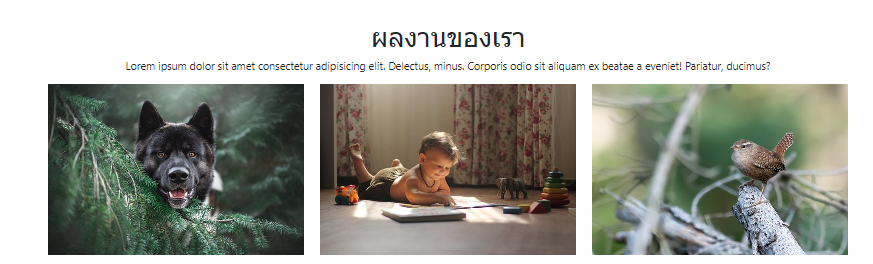 ผลงานของเรา
Lorem ipsum dolor sit amet consectetur adipisicing elit. Delectus, minus. Corporis odio sit aliquam ex beatae a eveniet! Pariatur, ducimus?